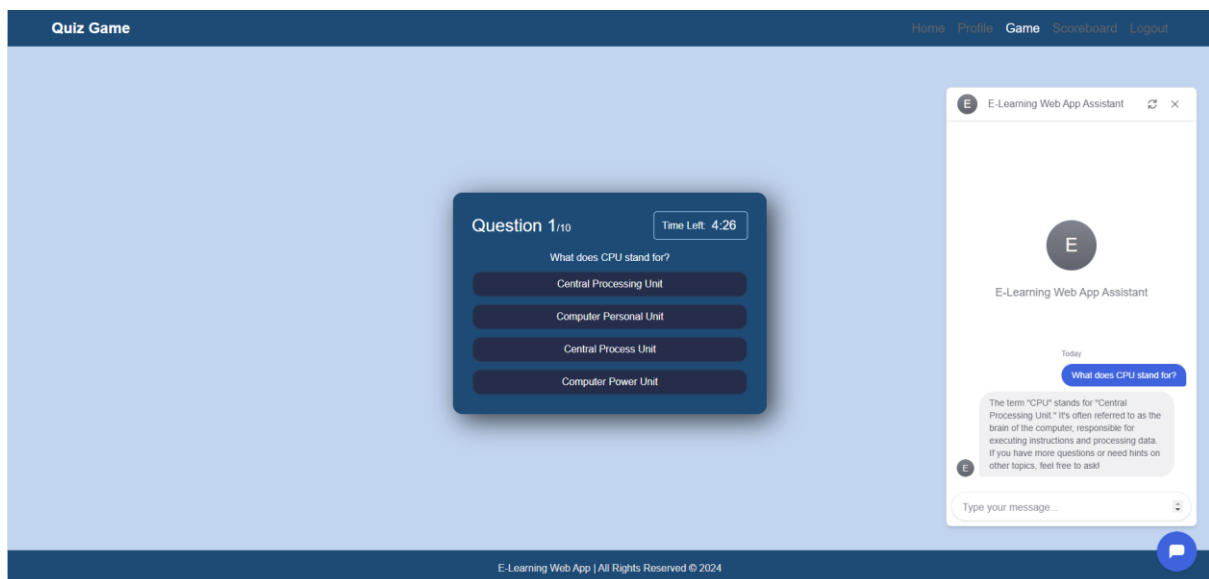 Quiz Game
Home Profile Game Scoreboard Logout
Question 1/10
Time Left: 4:26
What does CPU stand for?
Central Processing Unit
Computer Personal Unit
Central Process Unit
Computer Power Unit
E
E-Learning Web App Assistant
E
E-Learning Web App Assistant
Today
What does CPU stand for?
The term "CPU" stands for "Central
Processing Unit." It's often referred to as the
brain of the computer, responsible for
executing instructions and processing data.
If you have more questions or need hints on
other topics, feel free to ask!
E
Type your message...
E-Learning Web App | All Rights Reserved © 2024